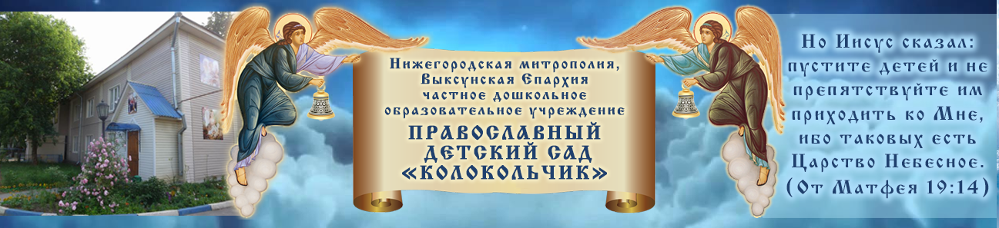 Нижегородская митрополия,
Выксунская Епархия
частное дошкольное
образовательное учреждение
ПРАВОСЛАВНЫЙ
ДЕТСКИЙ САД
«КОЛОКОЛЬЧИК»
Но Иисус сказал:
пустите детей и не
препятствуйте им
приходить ко Мне,
ибо таковых есть
Царство Небесное.
(От Матфея 19:14)